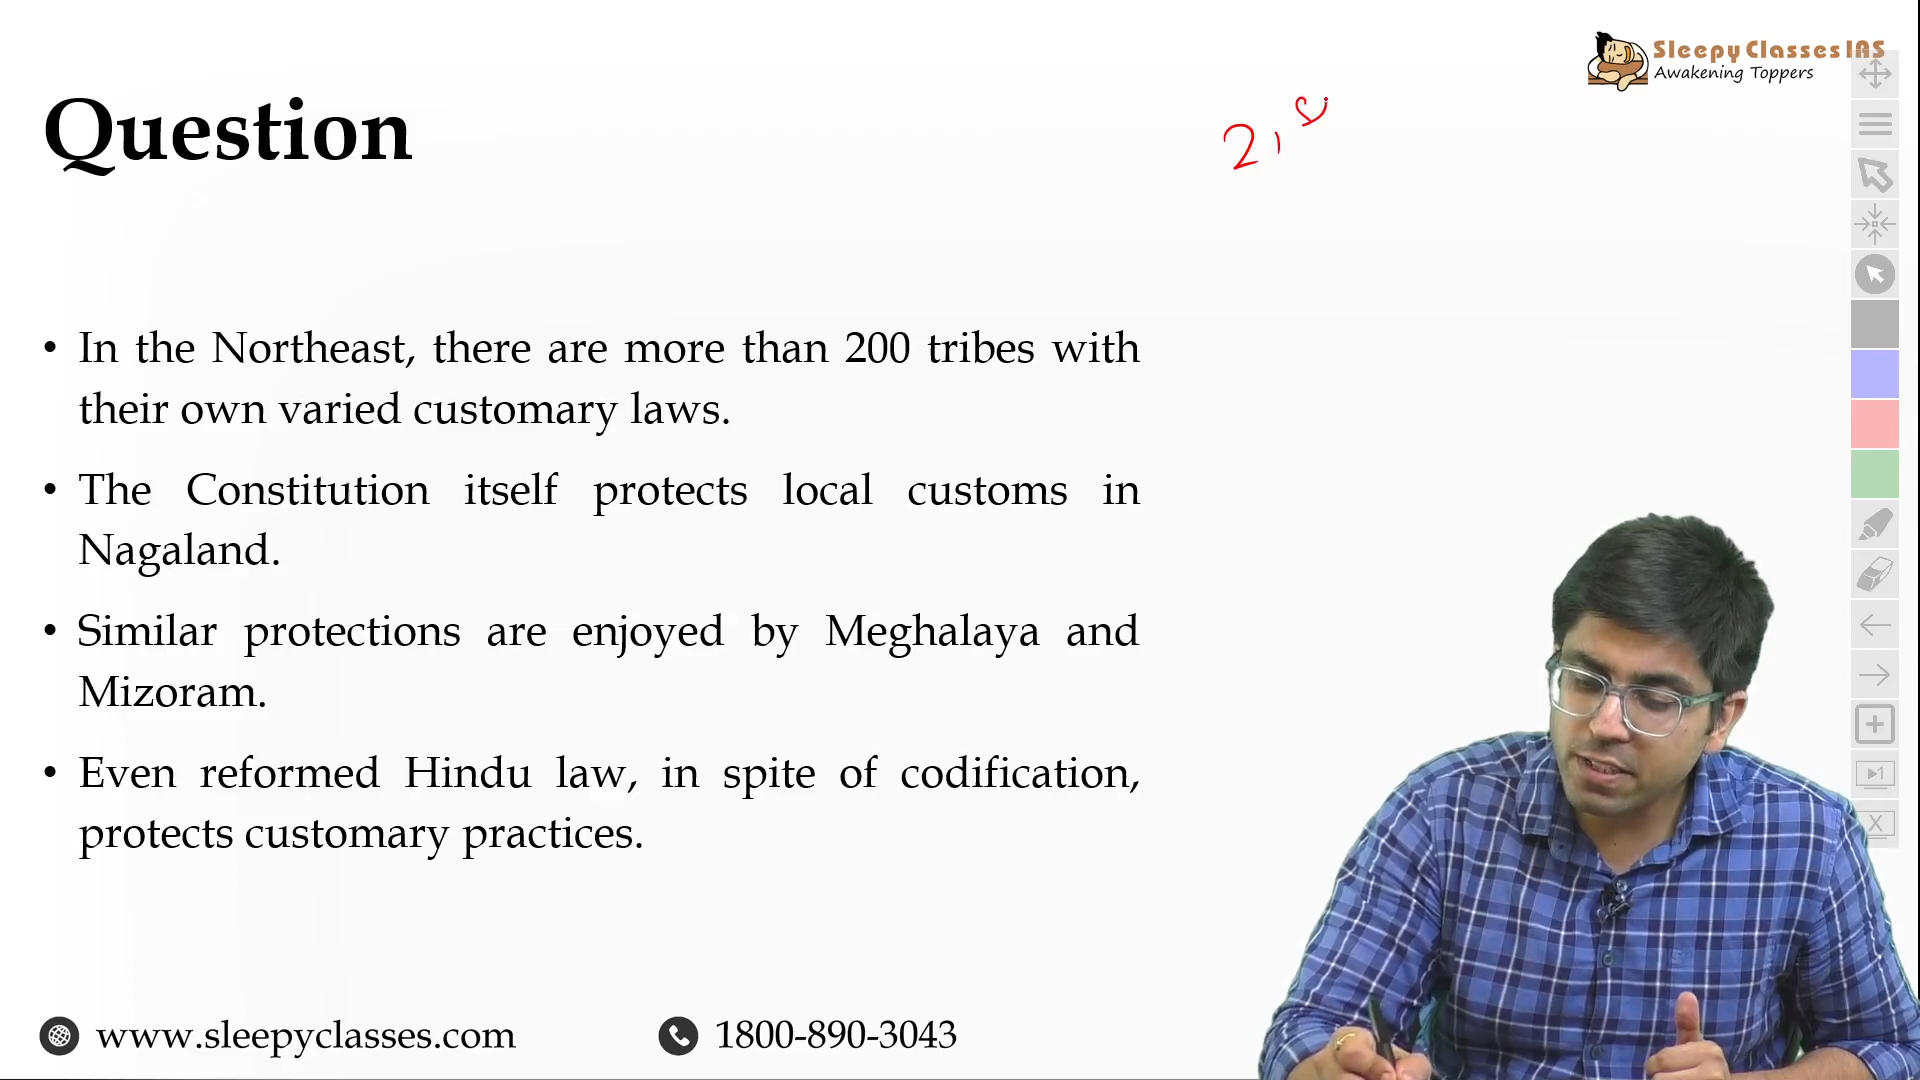 Sleepy Classes IAS
Awakening Toppers
Question
2,
• In the Northeast, there are more than 200 tribes with
their own varied customary laws.
• The Constitution itself protects local customs in
Nagaland.
• Similar protections are enjoyed by Meghalaya and
Mizoram.
• Even reformed Hindu law, in spite of codification,
protects customary practices.
www.sleepyclasses.com
1800-890-3043